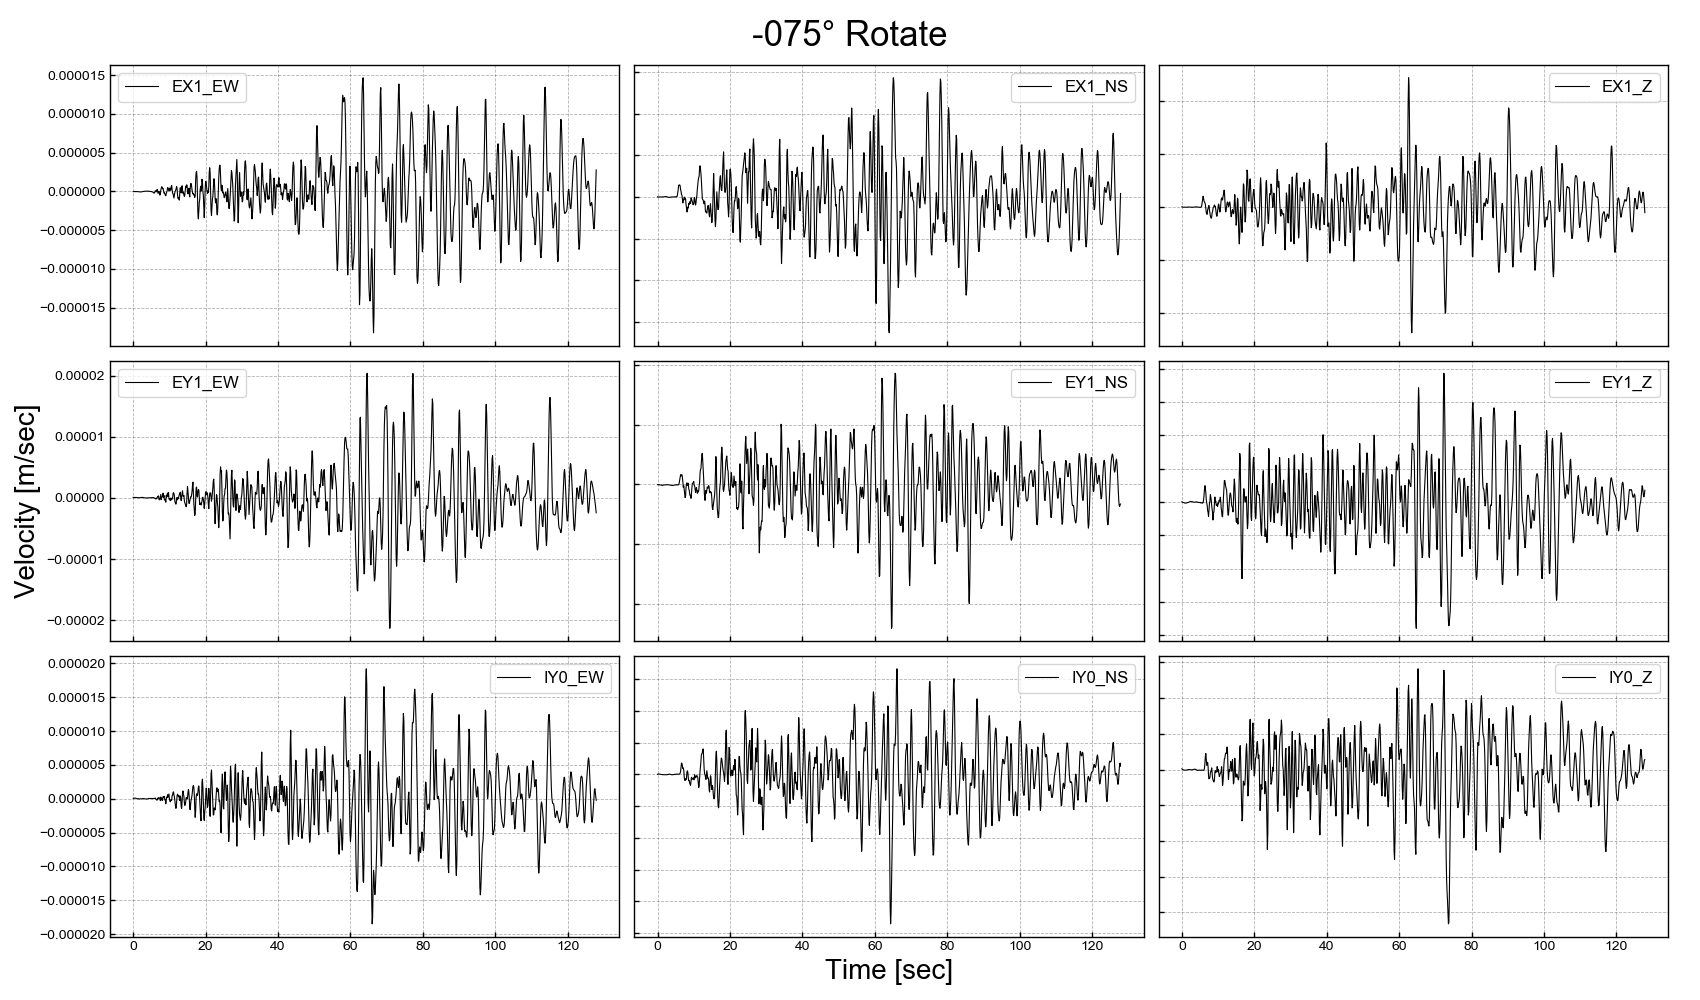 -075° Rotate
EX1_EW
EX1_NS
EX1_Z
0.000015
0.000010
0.000005
0.000000
−0.000005
−0.000010
−0.000015
EY1_EW
EY1_NS
EY1_Z
0.00002
0.00001
0.00000
−0.00001
−0.00002
Velocity [m/sec]
IY0_EW
IY0_NS
IY0_Z
0.000020
0.000015
0.000010
0.000005
0.000000
−0.000005
−0.000010
−0.000015
−0.000020
0 20 40 60 80 100 120
0 20 40 60 80 100 120
0 20 40 60 80 100 120
Time [sec]